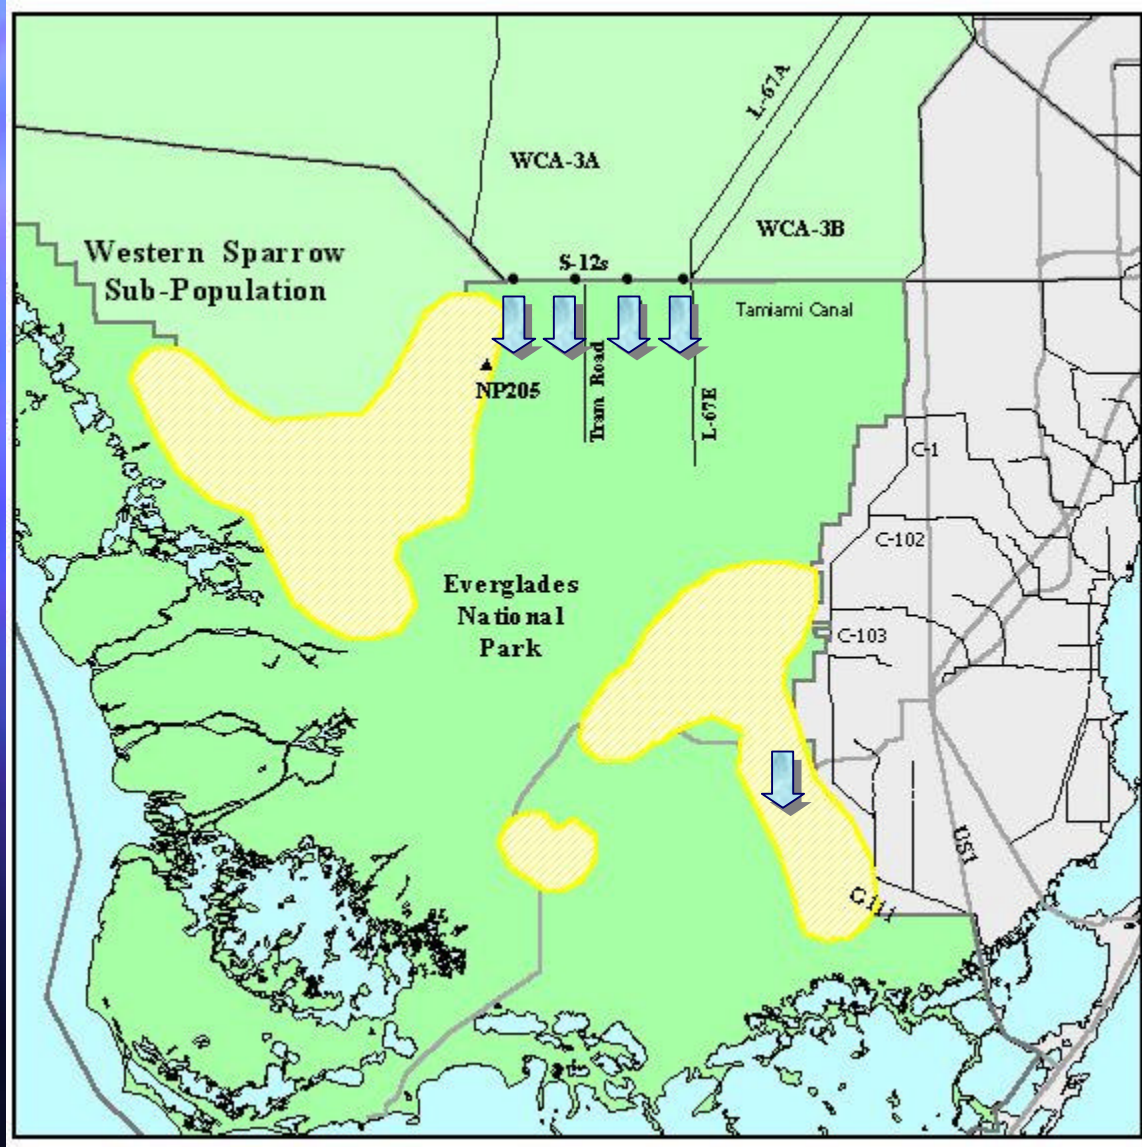 L-67A
WCA-3A
WCA-3B
Western Sparrow
Sub-Population
S-12s
Tamiami Canal
NP205
Tram Road
L-67E
C-1
C-102
Everglades
National
Park
C-103
US1
C111